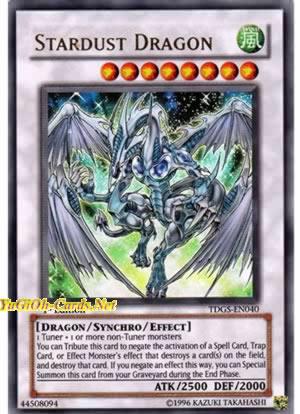 STARDUST DRAGON
風
YuGiOh-Cards.Net
TDGS-EN040
[DRAGON/SYNCHRO/EFFECT]
1 Tuner + 1 or more non-Tuner monsters
You can Tribute this card to negate the activation of a Spell Card, Trap
Card, or Effect Monster's effect that destroys a card(s) on the field,
and destroy that card. If you negate an effect this way, you can Special
Summon this card from your Graveyard during the End Phase.
ATK/2500 DEF/2000
44508094
©1996 KAZUKI TAKAHASHI